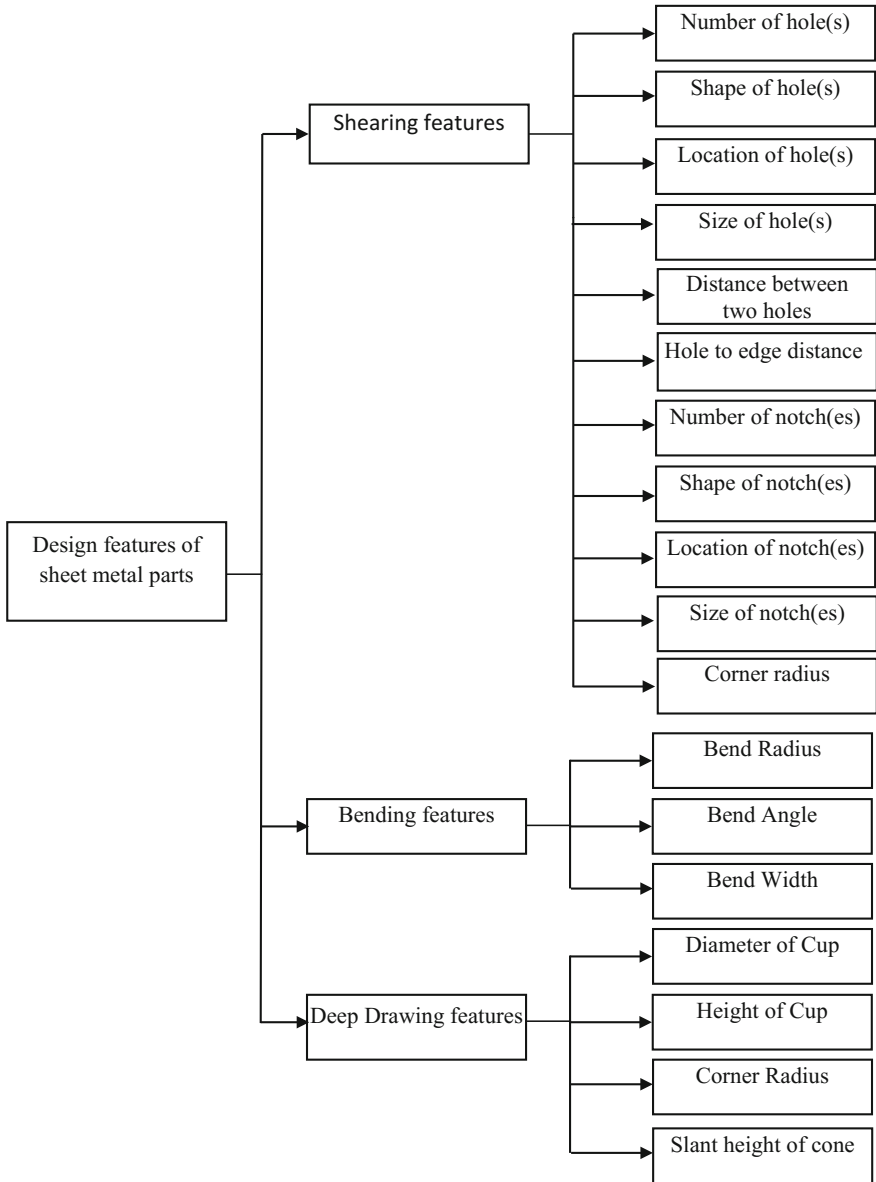 Number of hole(s)
Shape of hole(s)
Shearing features
Location of hole(s)
Size of hole(s)
Distance between
two holes
Hole to edge distance
Number of notch(es)
Shape of notch(es)
Design features of
sheet metal parts
Location of notch(es)
Size of notch(es)
Corner radius
Bend Radius
Bending features
Bend Angle
Bend Width
Diameter of Cup
Deep Drawing features
Height of Cup
Corner Radius
Slant height of cone